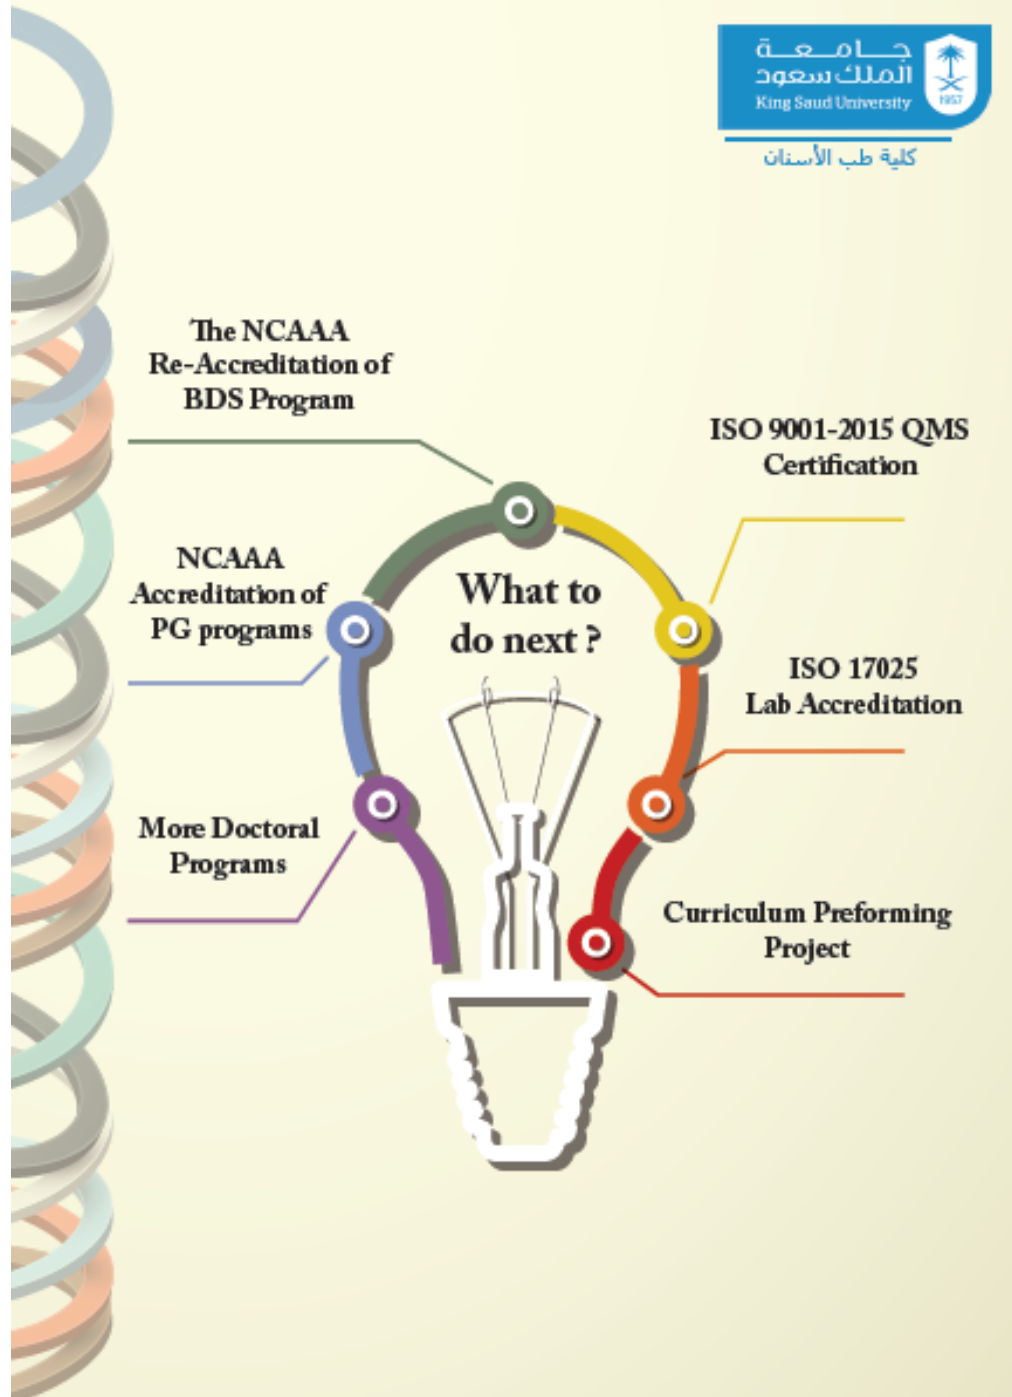 جامعة
الملك سعود
King Saud University
1957
كلية طب الأسنان
The NCAAA
Re-Accreditation of
BDS Program
ISO 9001-2015 QMS
Certification
NCAAA
Accreditation of
PG programs
What to
do next ?
ISO 17025
Lab Accreditation
More Doctoral
Programs
Curriculum Preforming
Project